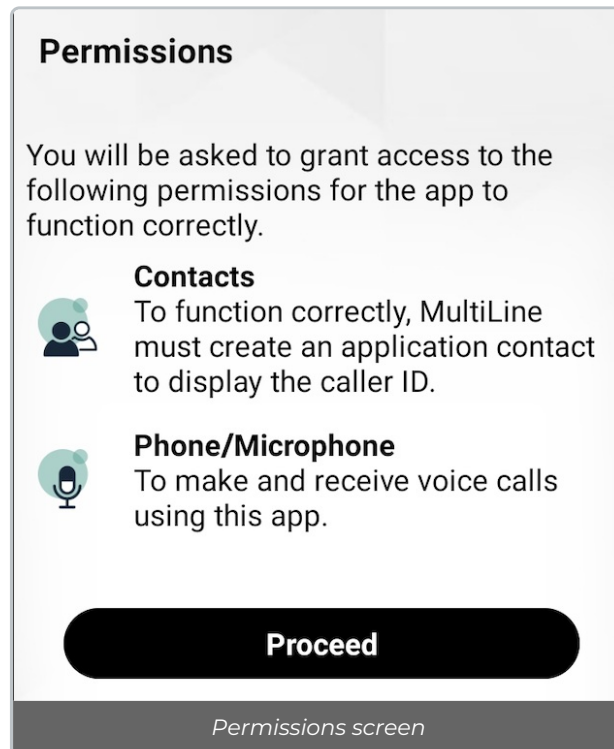 Permissions
You will be asked to grant access to the
following permissions for the app to
function correctly.
Contacts
To function correctly, MultiLine
must create an application contact
to display the caller ID.
Phone/Microphone
To make and receive voice calls
using this app.
Proceed
Permissions screen